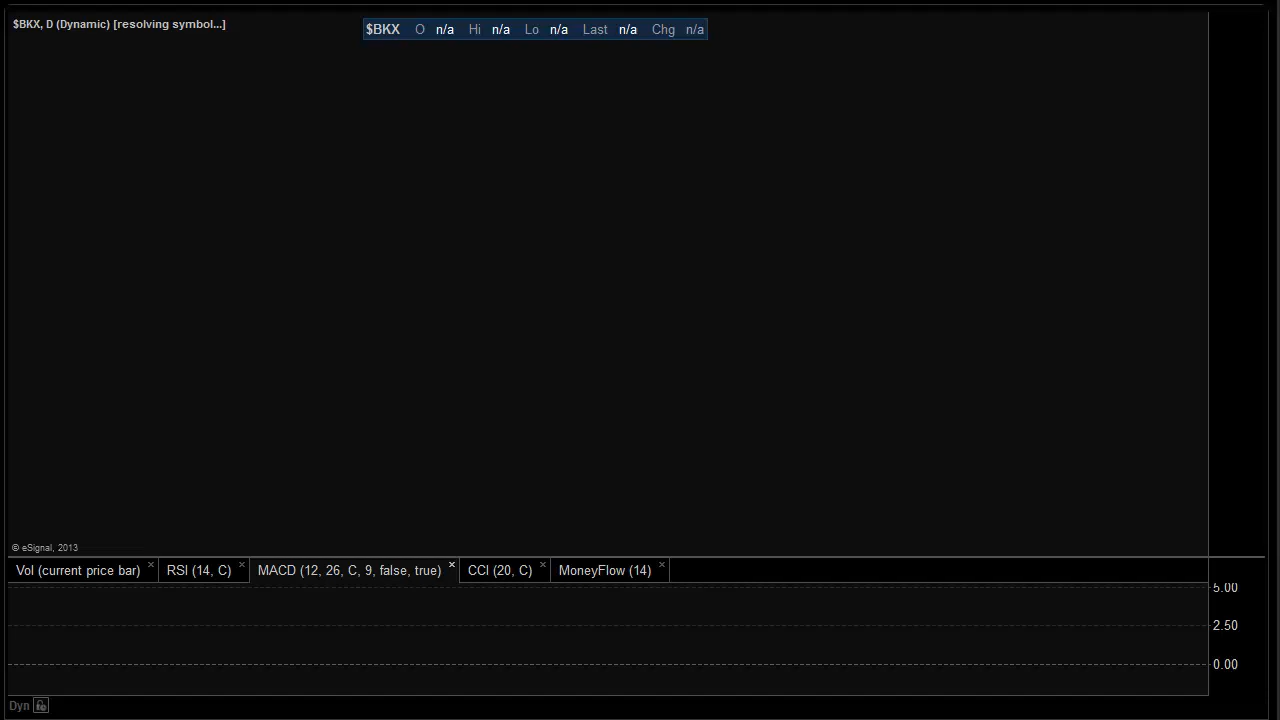 $BKX, D (Dynamic) [resolving symbol...]
$BKX O n/a Hi n/a Lo n/a Last n/a Chg n/a
© eSignal, 2013
Vol (current price bar) RSI (14, C) MACD (12, 26, C, 9, false, true) CCI (20, C) MoneyFlow (14)
5.00
2.50
0.00
Dyn